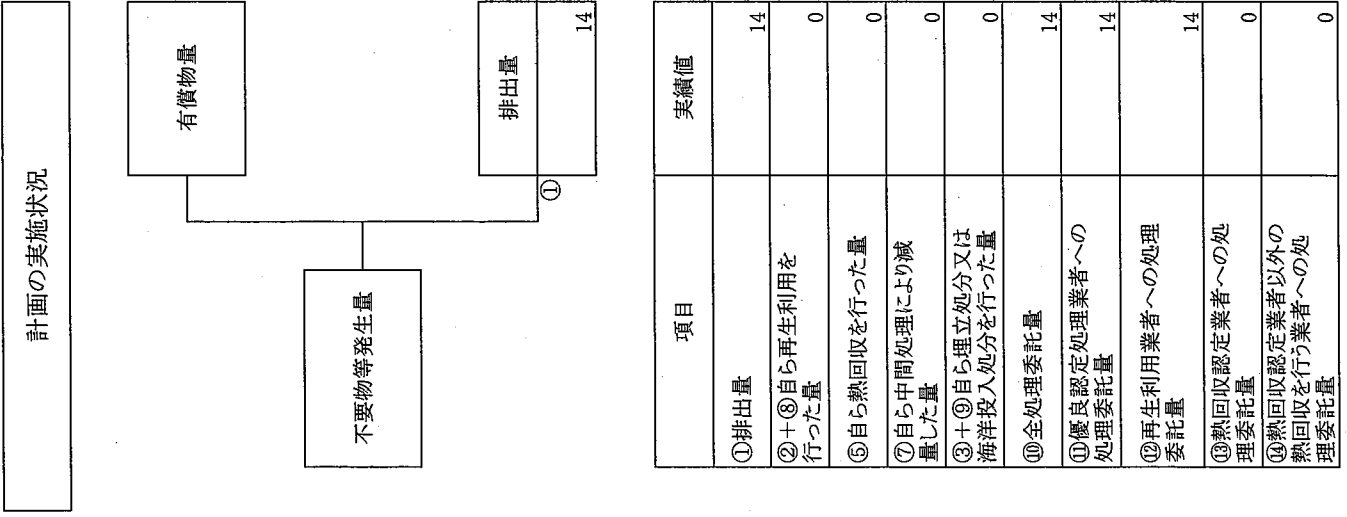 計画の実施状況
有償物量
不要物等発生量
排出量
①
14
項目
実績値
①排出量
14
②+⑧自ら再生利用を
行った量
0
⑤自ら熱回収を行った量
0
⑦自ら中間処理により減
量した量
0
③+⑨自ら埋立処分又は
海洋投入処分を行った量
0
⑩全処理委託量
14
⑪優良認定処理業者への
処理委託量
14
⑫再生利用業者への処理
委託量
14
⑬熱回収認定業者への処
理委託量
0
⑭熱回収認定業者以外の
熱回収を行う業者への処
理委託量
0